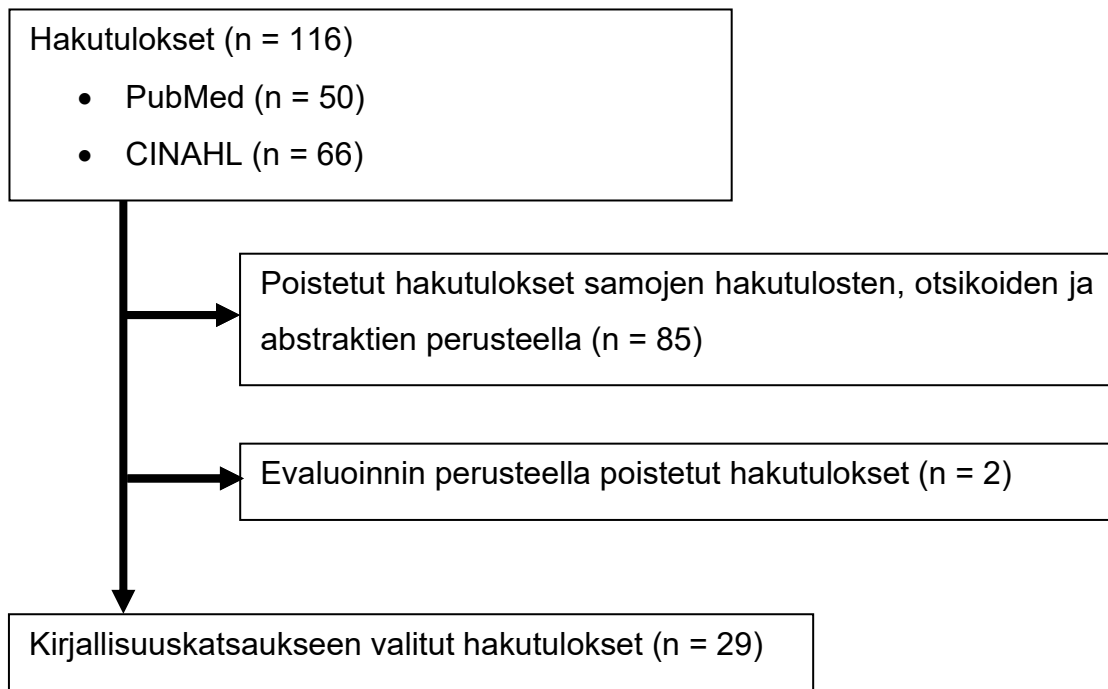 Hakutulokset (n = 116)
• PubMed (n = 50)
• CINAHL (n = 66)
Poistetut hakutulokset samojen hakutulosten, otsikoiden ja
abstraktien perusteella (n = 85)
Evaluoinnin perusteella poistetut hakutulokset (n = 2)
Kirjallisuuskatsaukseen valitut hakutulokset (n = 29)